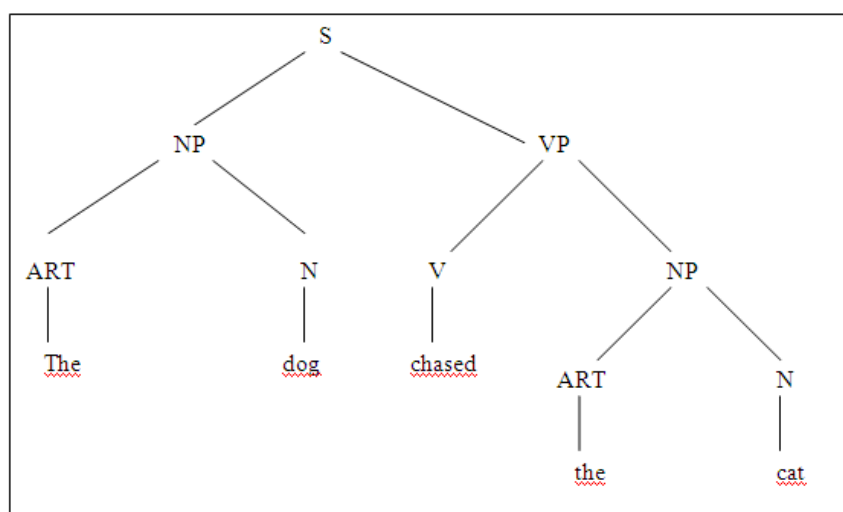 S
NP VP
ART N V NP
The dog chased
ART N
the cat